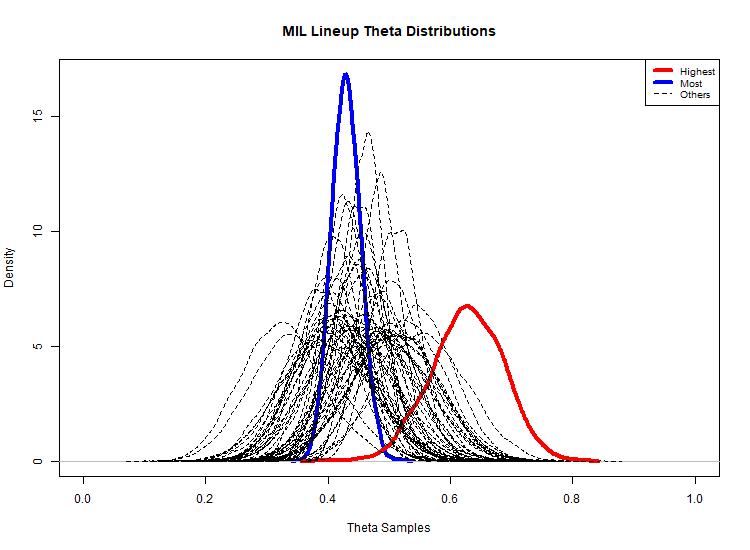 MIL Lineup Theta Distributions
Highest
Most
Others
Density
15
10
5
0
0.0 0.2 0.4 0.6 0.8 1.0
Theta Samples